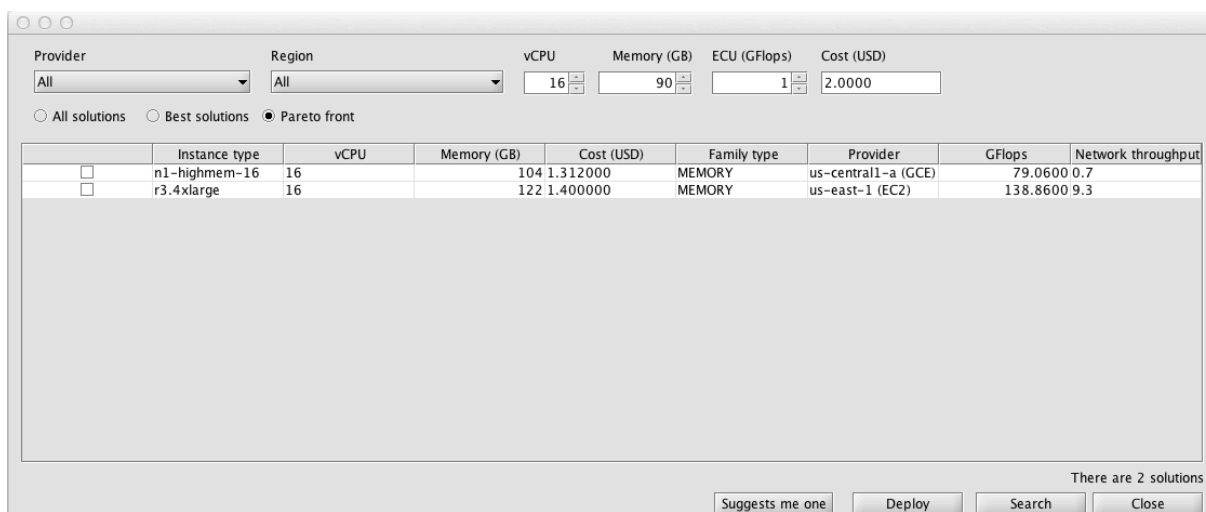 Provider Region vCPU Memory (GB) ECU (GFlops) Cost (USD)
All All 16 90 1 2.0000
All solutions Best solutions Pareto front
Instance type vCPU Memory (GB) Cost (USD) Family type Provider GFlops Network throughput
n1-highmem-16 16 104 1.312000 MEMORY us-central1-a (GCE) 79.0600 0.7
r3.4xlarge 16 122 1.400000 MEMORY us-east-1 (EC2) 138.8600 9.3
There are 2 solutions
Suggests me one Deploy Search Close